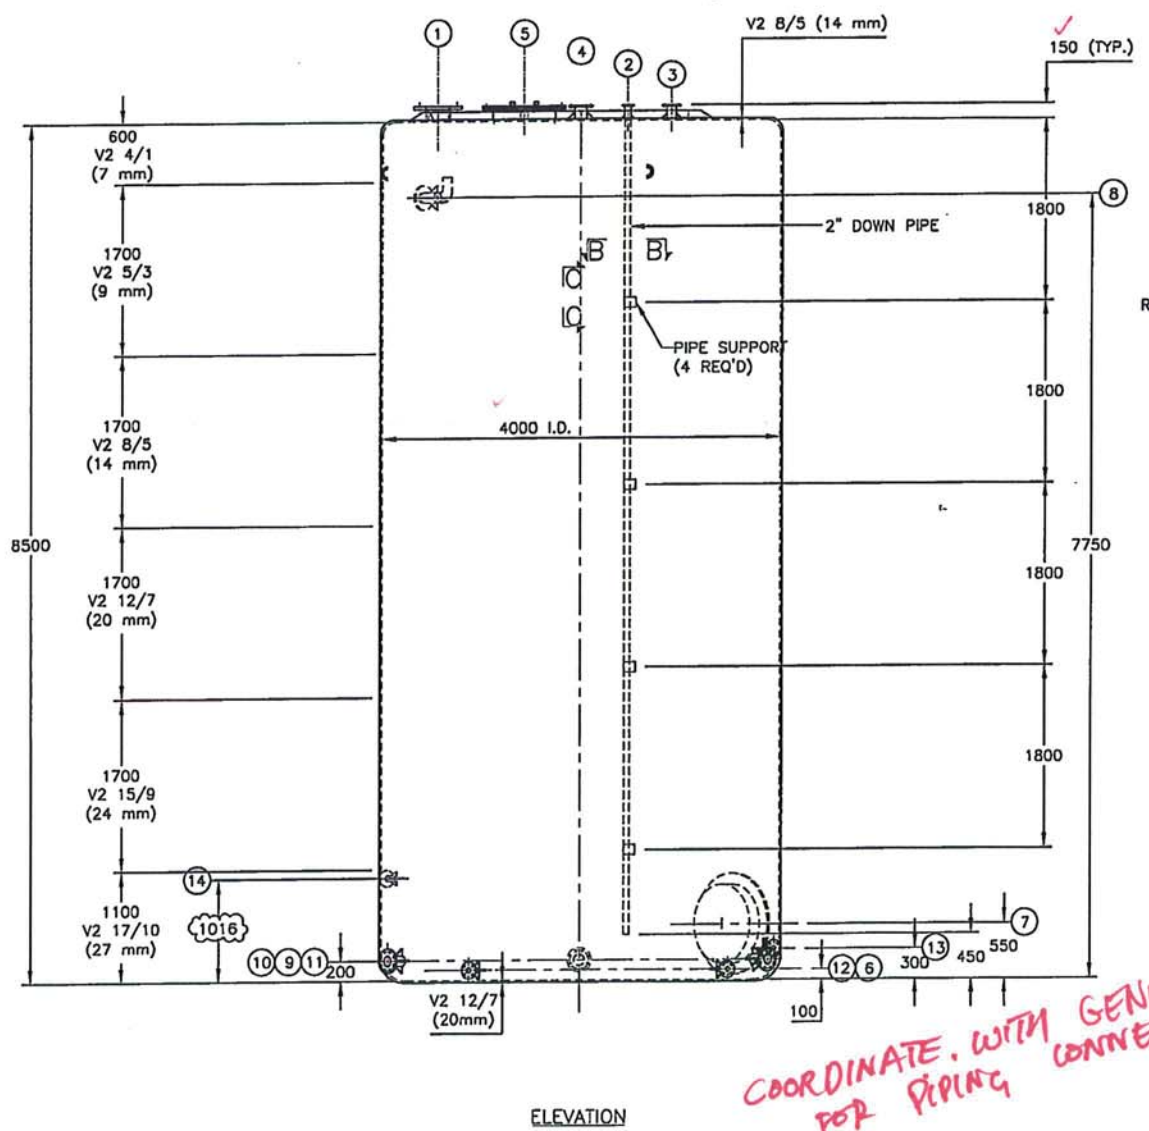 1
5
4
2
3
V2 8/5 (14 mm)
150 (TYP.)
600
V2 4/1
(7 mm)
8
1800
2" DOWN PIPE
B B
1700
V2 5/3
(9 mm)
C
C
R
PIPE SUPPORT
(4 REQ'D)
1800
1700
V2 8/5
(14 mm)
4000 I.D.
8500
7750
1700
V2 12/7
(20 mm)
1800
1700
V2 15/9
(24 mm)
1800
14
1016
1100
V2 17/10
(27 mm)
7
550
13
450
300
10 9 11
200
12 6
V2 12/7
(20mm)
100
COORDINATE. WITH GEN
FOR PIPING CONNE
ELEVATION